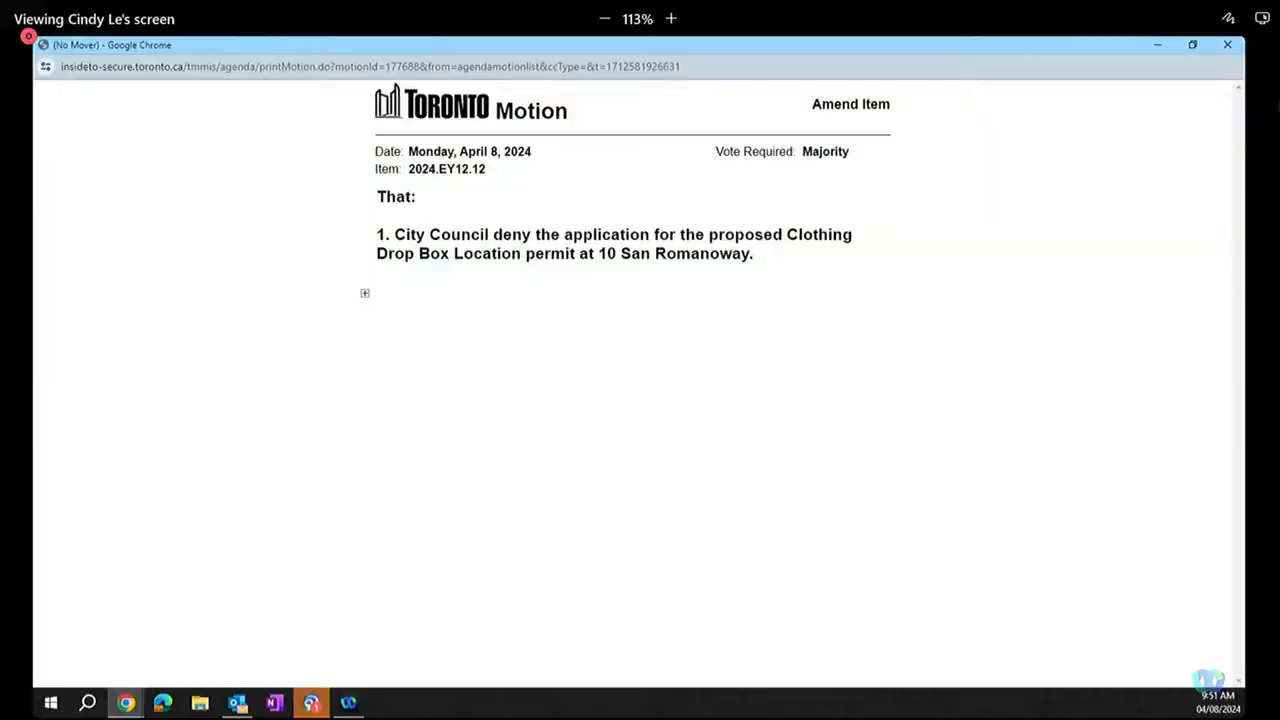 Viewing Cindy Le's screen
113%
(No Mover) - Google Chrome
insideto-secure.toronto.ca/tmmis/agenda/printMotion.do?motionId=177688&from=agendamotionlist&ccType=&t=1712581926631
TORONTO Motion
Amend Item
Date: Monday, April 8, 2024
Vote Required: Majority
Item: 2024.EY12.12
That:
1. City Council deny the application for the proposed Clothing
Drop Box Location permit at 10 San Romanoway.
9:51 AM
04/08/2024